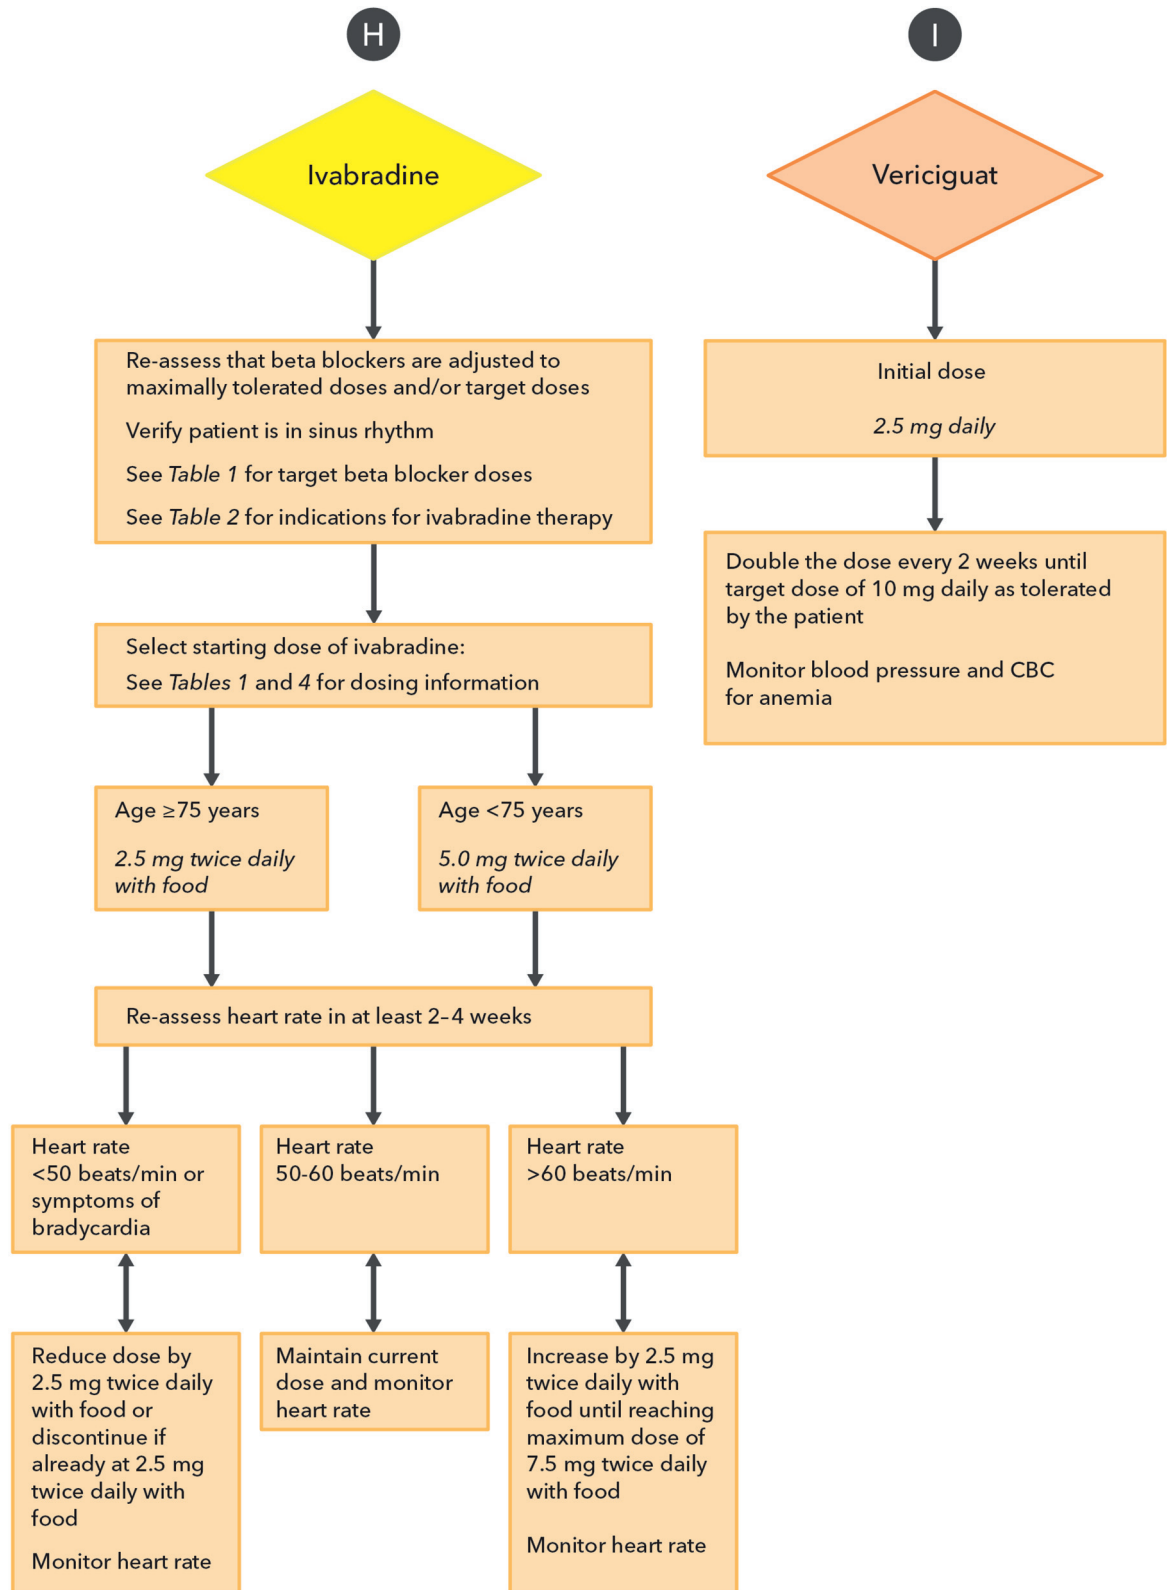 H
Ivabradine
Re-assess that beta blockers are adjusted to
maximally tolerated doses and/or target doses
Verify patient is in sinus rhythm
See Table 1 for target beta blocker doses
See Table 2 for indications for ivabradine therapy
Select starting dose of ivabradine:
See Tables 1 and 4 for dosing information
Age ≥75 years
2.5 mg twice daily
with food
Age <75 years
5.0 mg twice daily
with food
Re-assess heart rate in at least 2–4 weeks
Heart rate
<50 beats/min or
symptoms of
bradycardia
Heart rate
50-60 beats/min
Heart rate
>60 beats/min
Reduce dose by
2.5 mg twice daily
with food or
discontinue if
already at 2.5 mg
twice daily with
food
Monitor heart rate
Maintain current
dose and monitor
heart rate
Increase by 2.5 mg
twice daily with
food until reaching
maximum dose of
7.5 mg twice daily
with food
Monitor heart rate
I
Vericiguat
Initial dose
2.5 mg daily
Double the dose every 2 weeks until
target dose of 10 mg daily as tolerated
by the patient
Monitor blood pressure and CBC
for anemia